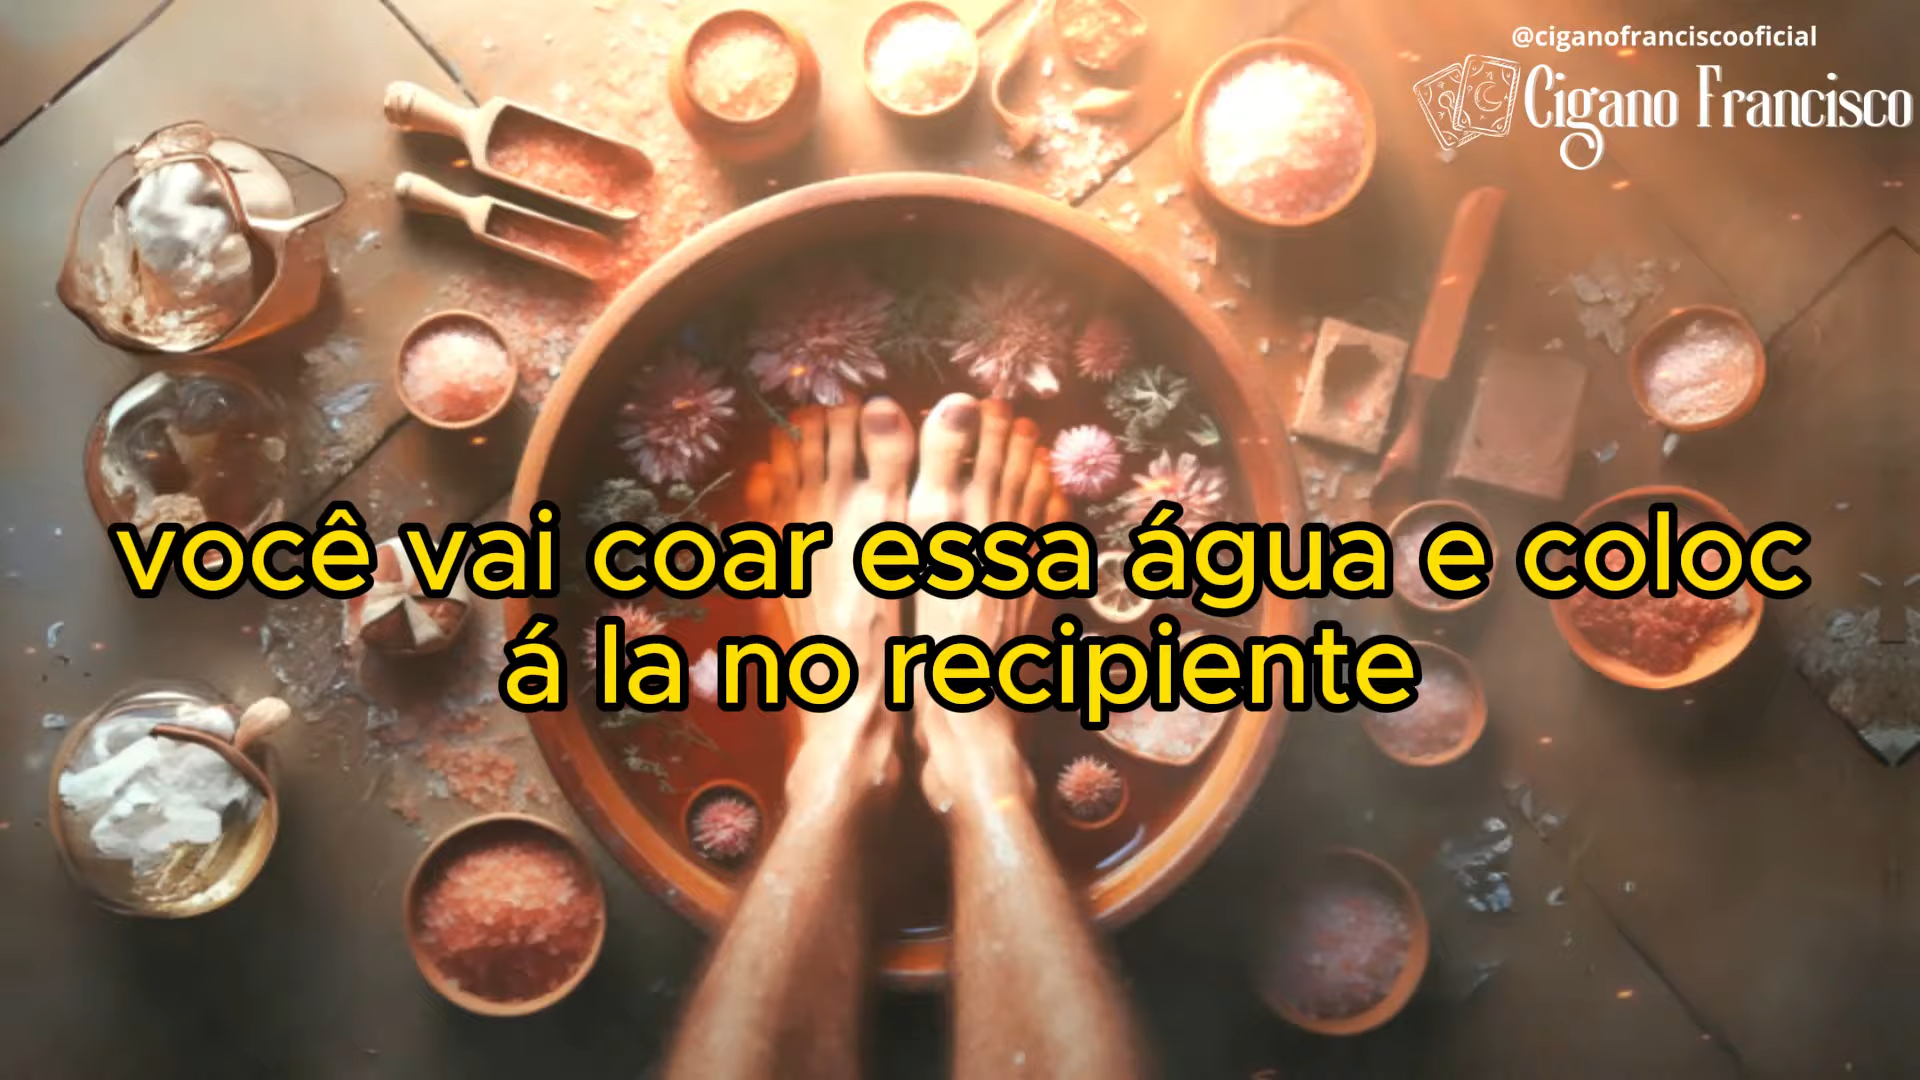 @ciganofranciscooficial
Cigano Francisco
você vai coar essa água e coloc
á la no recipiente